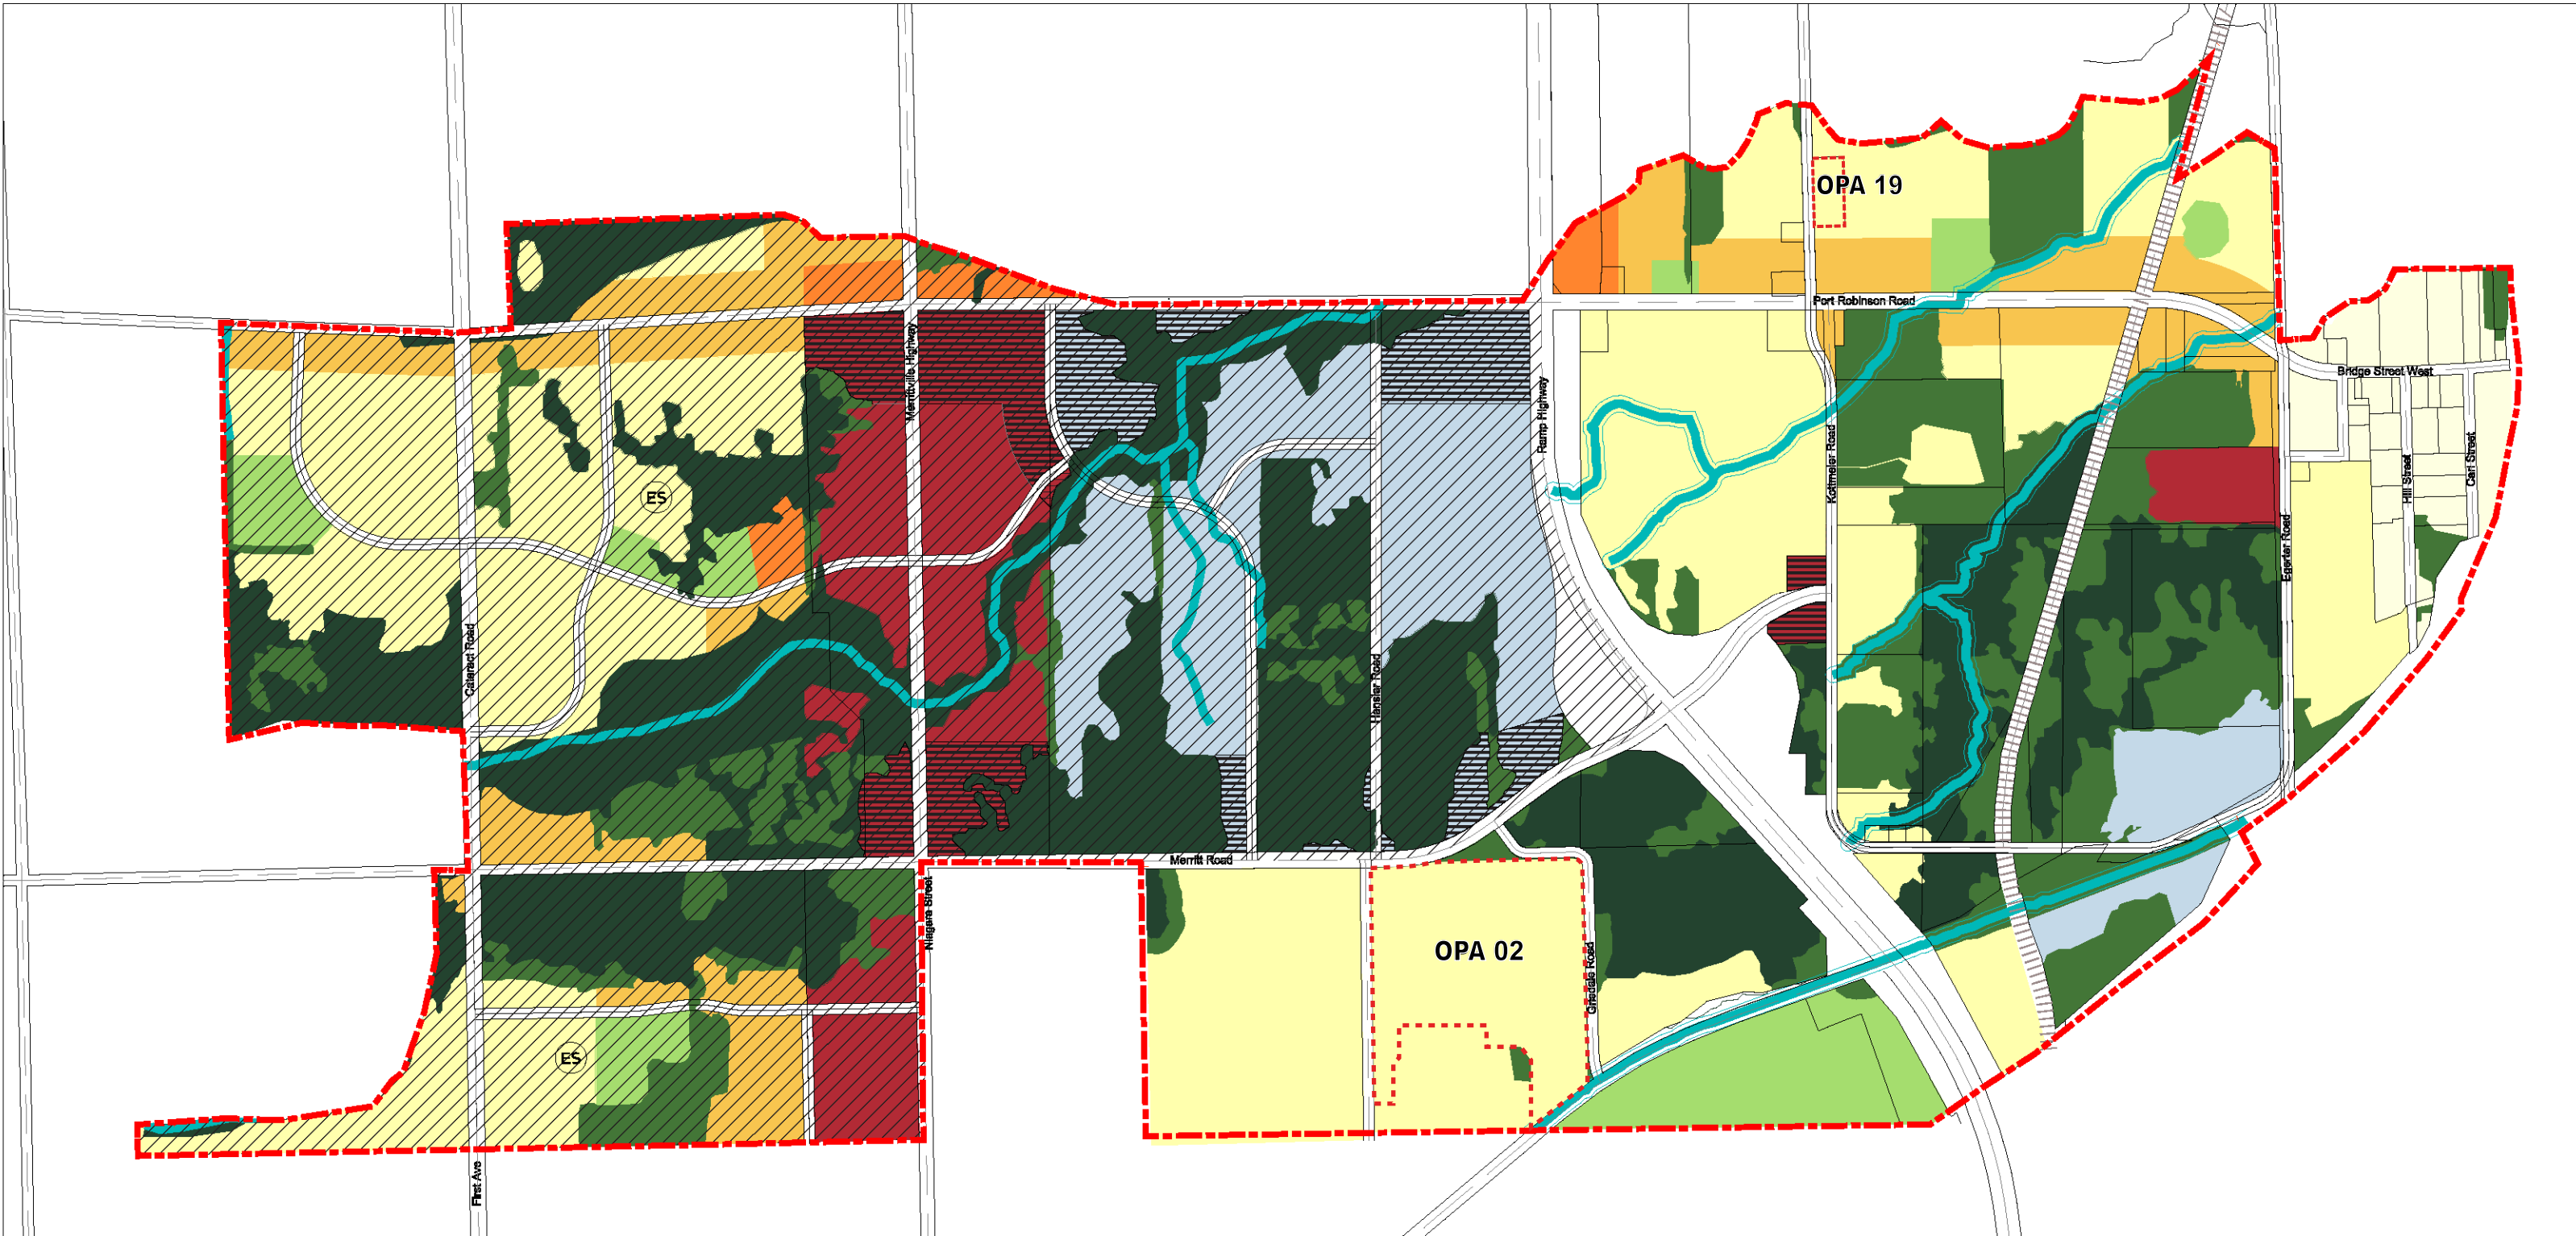 OPA 19
Port Robinson Road
Merrittville Highway
Bridge Street West
Ramp Highway
Kottmeier Road
Carl Street
Hill Street
ES
Egerter Road
Cataract Road
Hansler Road
Merritt Road
Niagara Street
OPA 02
Grisdale Road
ES
First Ave